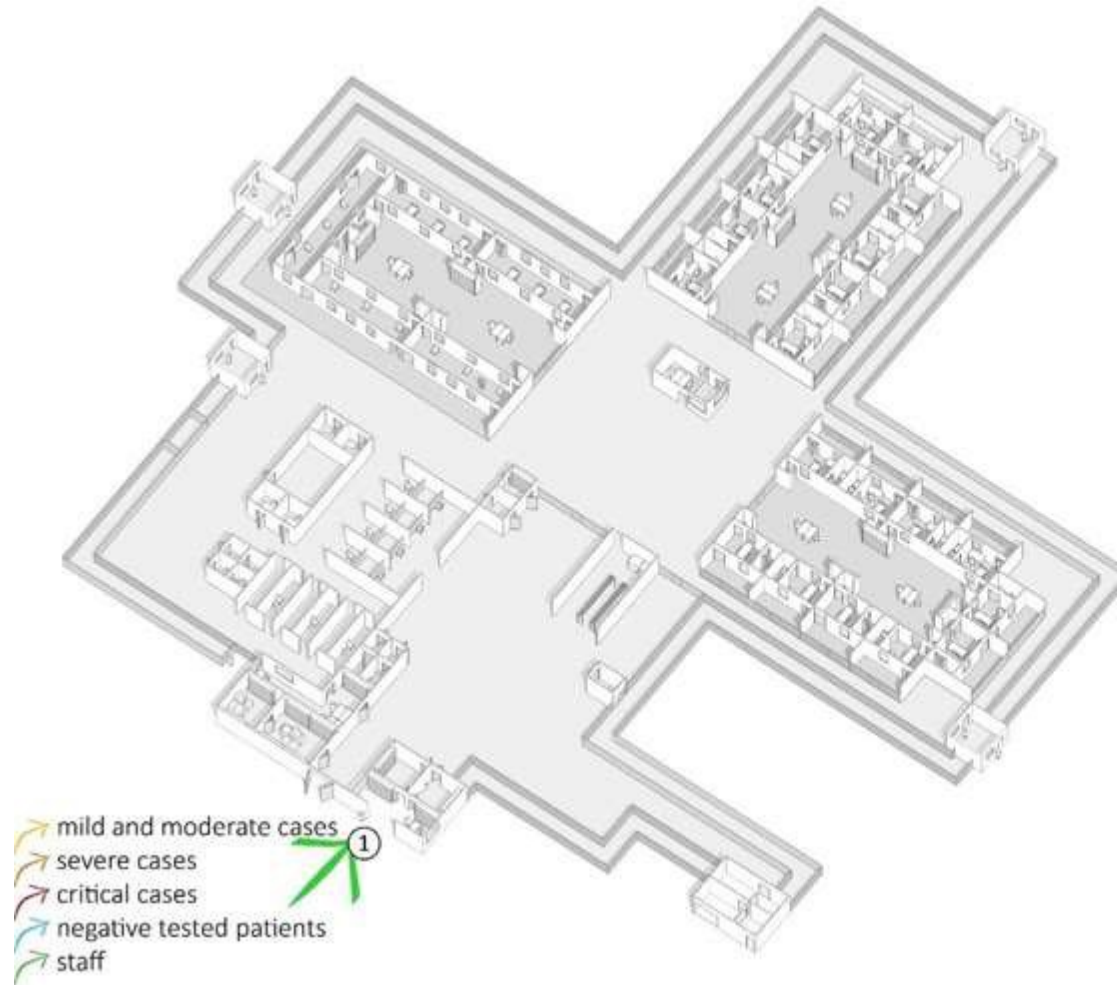 mild and moderate cases
1
severe cases
critical cases
negative tested patients
staff